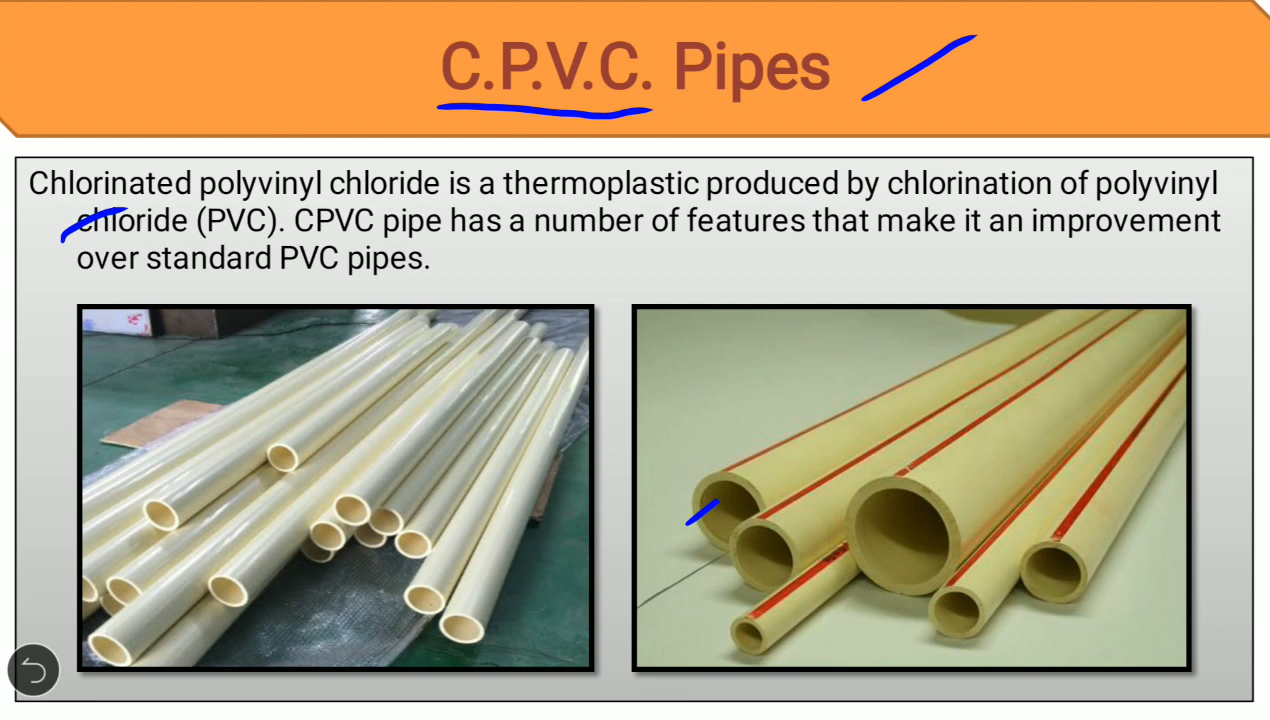 C.P.V.C. Pipes
Chlorinated polyvinyl chloride is a thermoplastic produced by chlorination of polyvinyl
chloride (PVC). CPVC pipe has a number of features that make it an improvement
over standard PVC pipes.